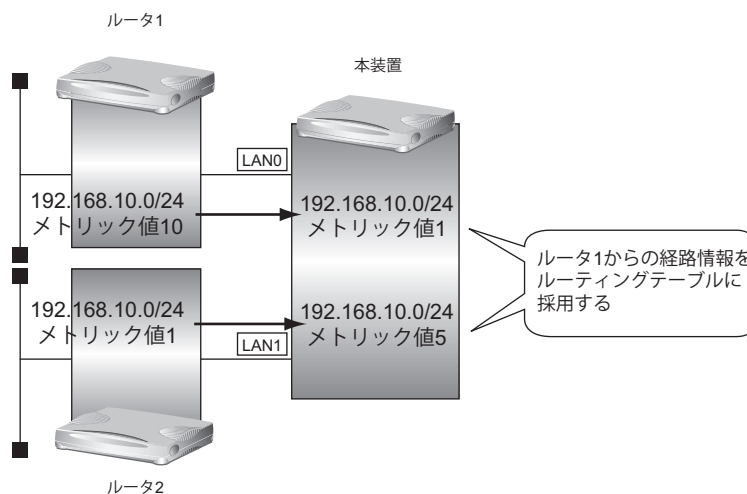 ルータ1
本装置
LAN0
192.168.10.0/24
メトリック値10
192.168.10.0/24
メトリック値1
ルータ1からの経路情報を
ルーティングテーブルに
採用する
192.168.10.0/24
メトリック値1
192.168.10.0/24
メトリック値5
LAN1
ルータ2